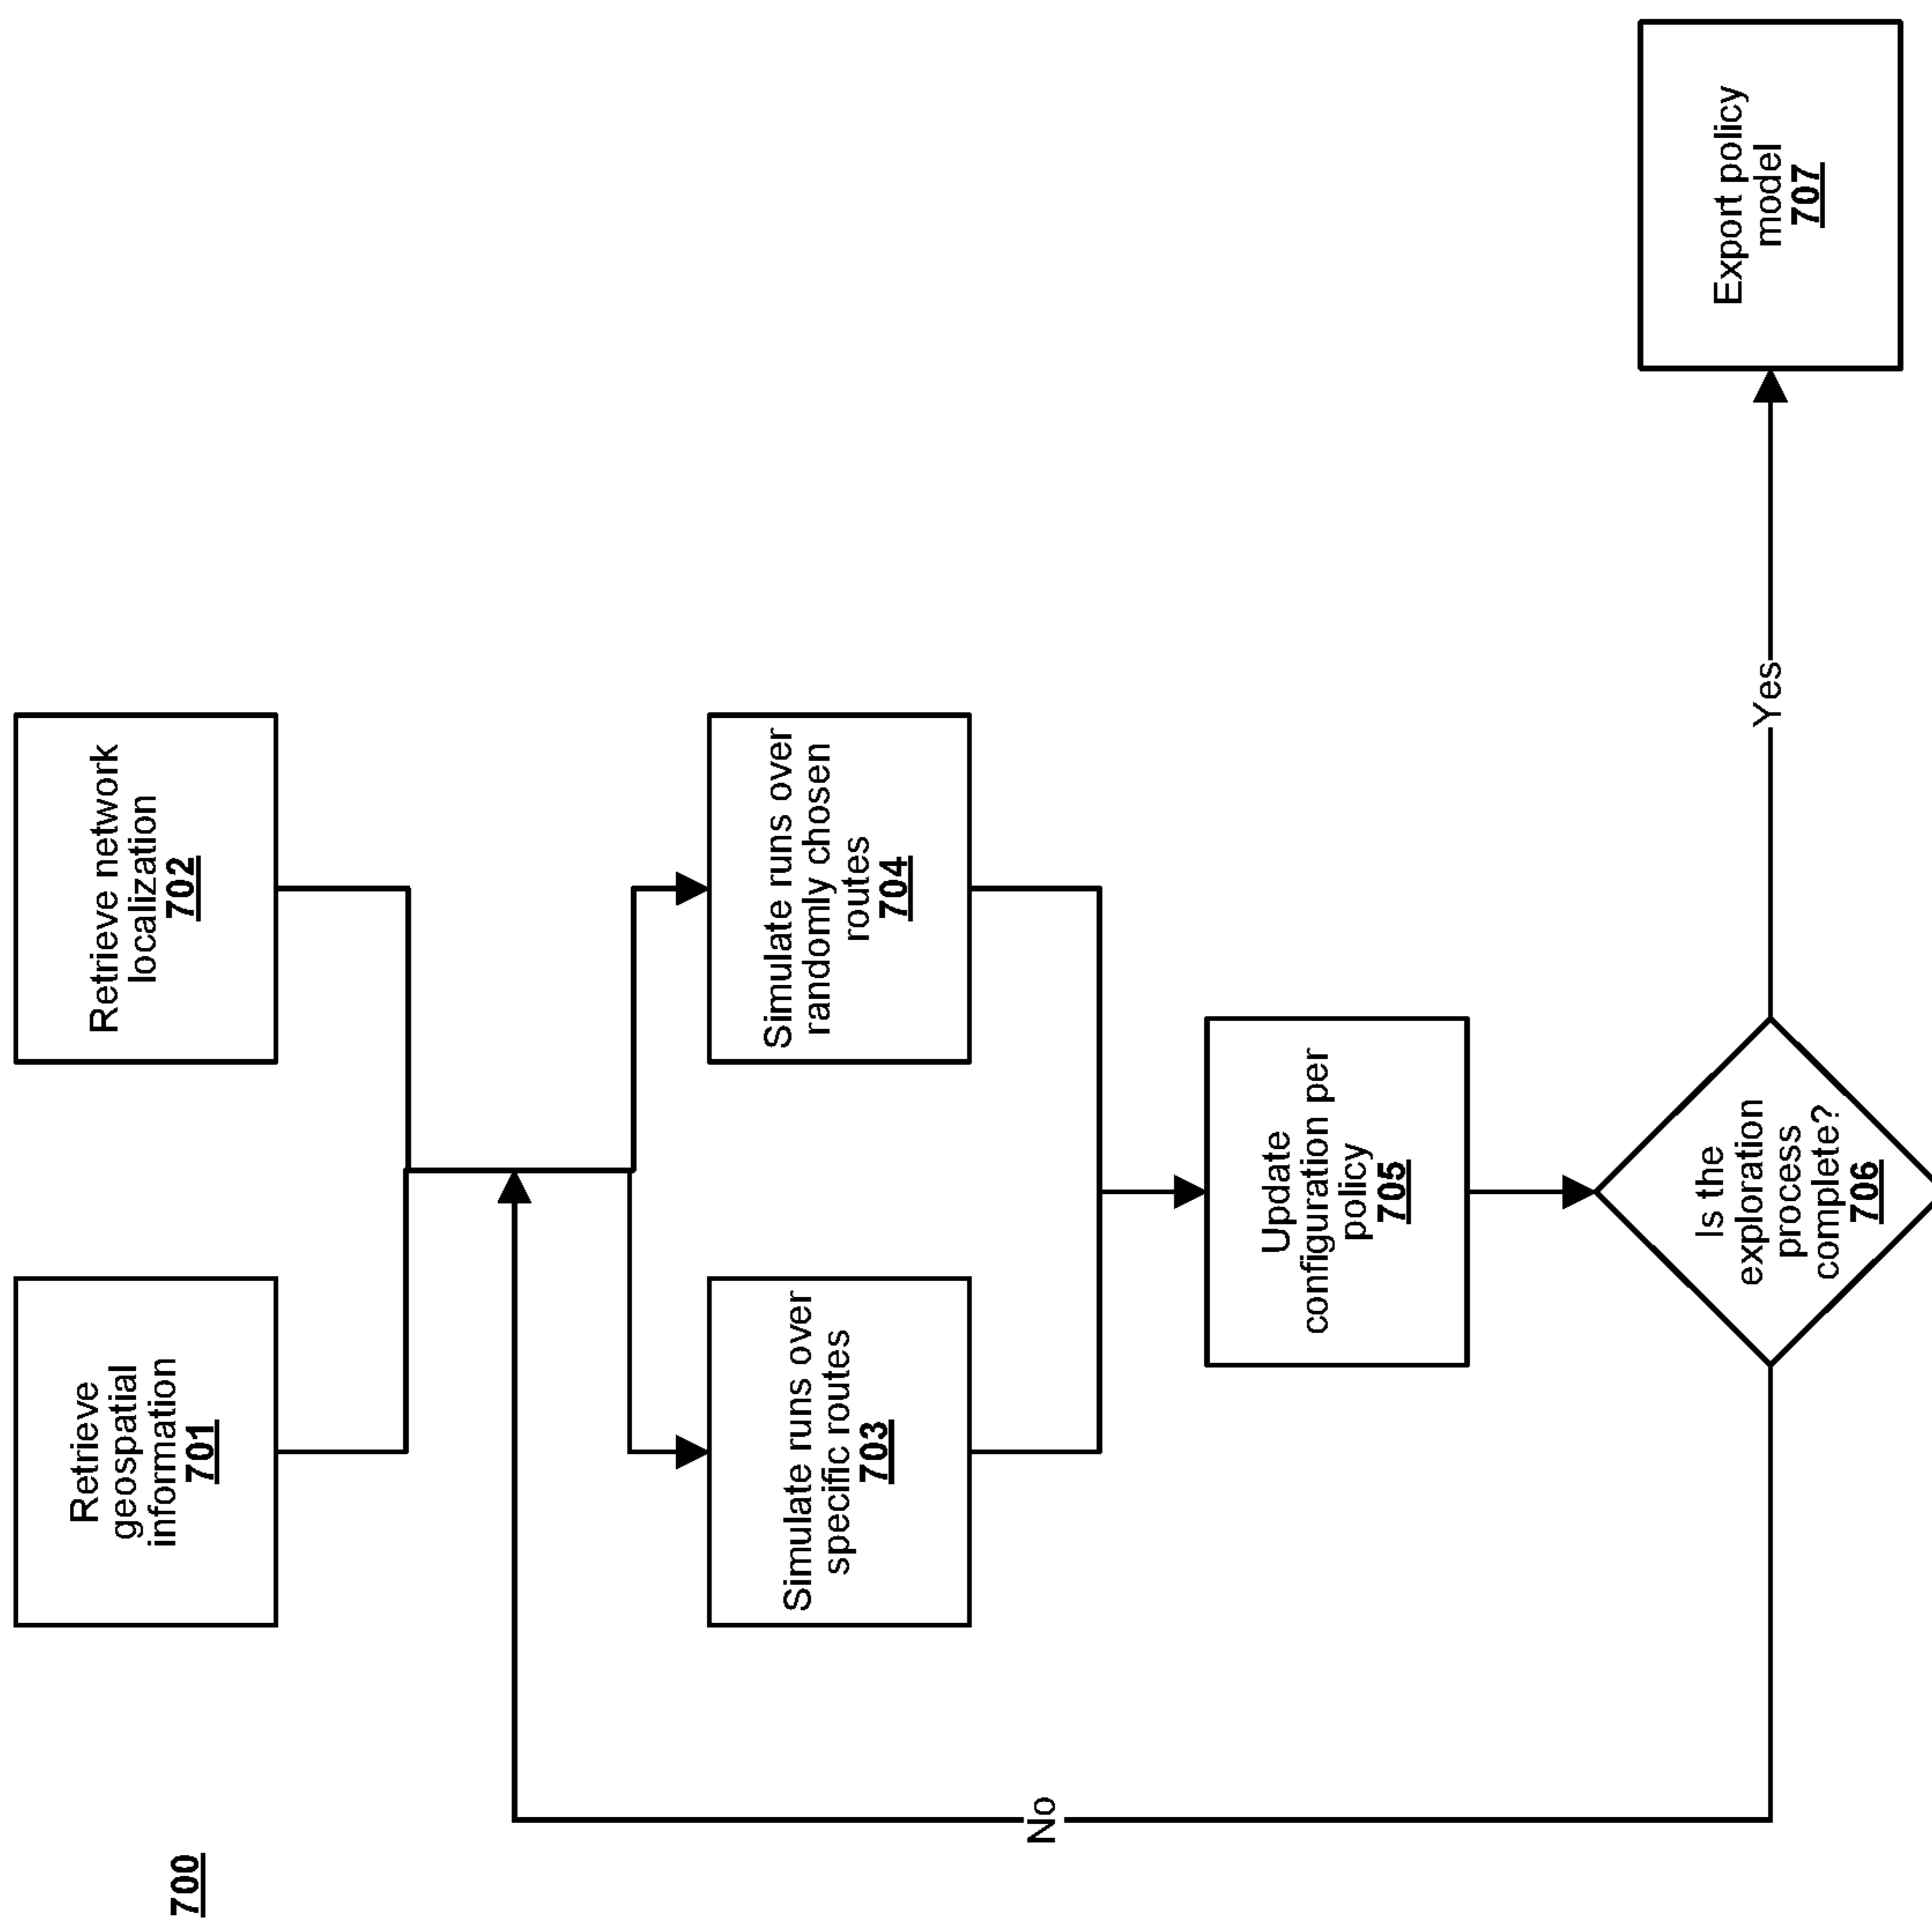 700
Retrieve
geospatial
information
701
Retrieve network
localization
702
Simulate runs over
specific routes
703
Simulate runs over
randomly chosen
routes
704
Update
configuration per
policy
705
Is the
exploration
process
complete?
706
No
Yes
Export policy
model
707